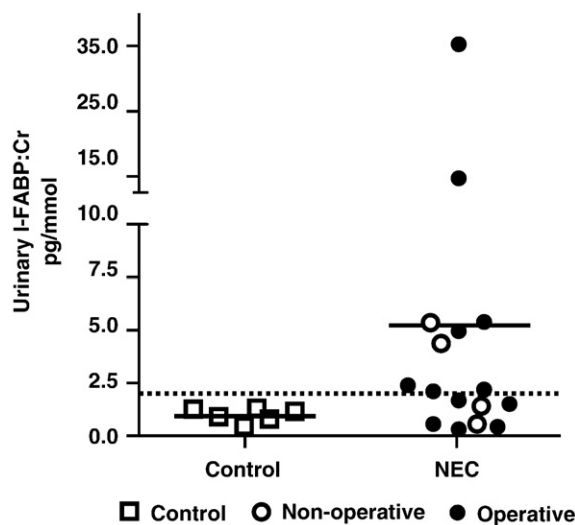 Urinary I-FABP:Cr
pg/mmol
35.0
25.0
15.0
10.0
7.5
5.0
2.5
0.0
Control
NEC
Control Non-operative Operative